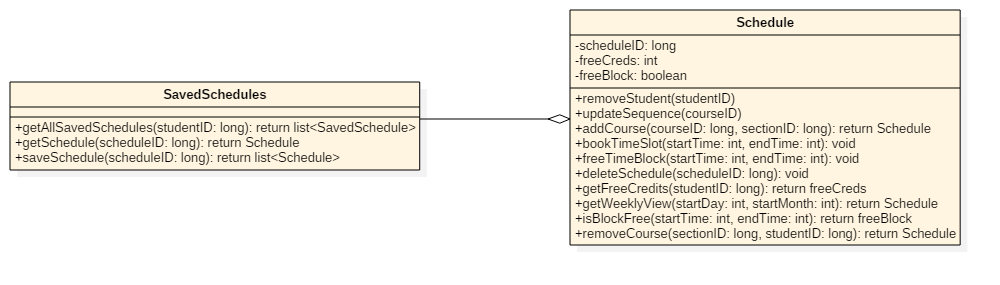 SavedSchedules
+getAllSavedSchedules(studentID: long): return list<SavedSchedule>
+getSchedule(scheduleID: long): return Schedule
+saveSchedule(scheduleID: long): return list<Schedule>
Schedule
-scheduleID: long
-freeCreds: int
-freeBlock: boolean
+removeStudent(studentID)
+updateSequence(courseID)
+addCourse(courseID: long, sectionID: long): return Schedule
+bookTimeSlot(startTime: int, endTime: int): void
+freeTimeBlock(startTime: int, endTime: int): void
+deleteSchedule(scheduleID: long): void
+getFreeCredits(studentID: long): return freeCreds
+getWeeklyView(startDay: int, startMonth: int): return Schedule
+isBlockFree(startTime: int, endTime: int): return freeBlock
+removeCourse(sectionID: long, studentID: long): return Schedule